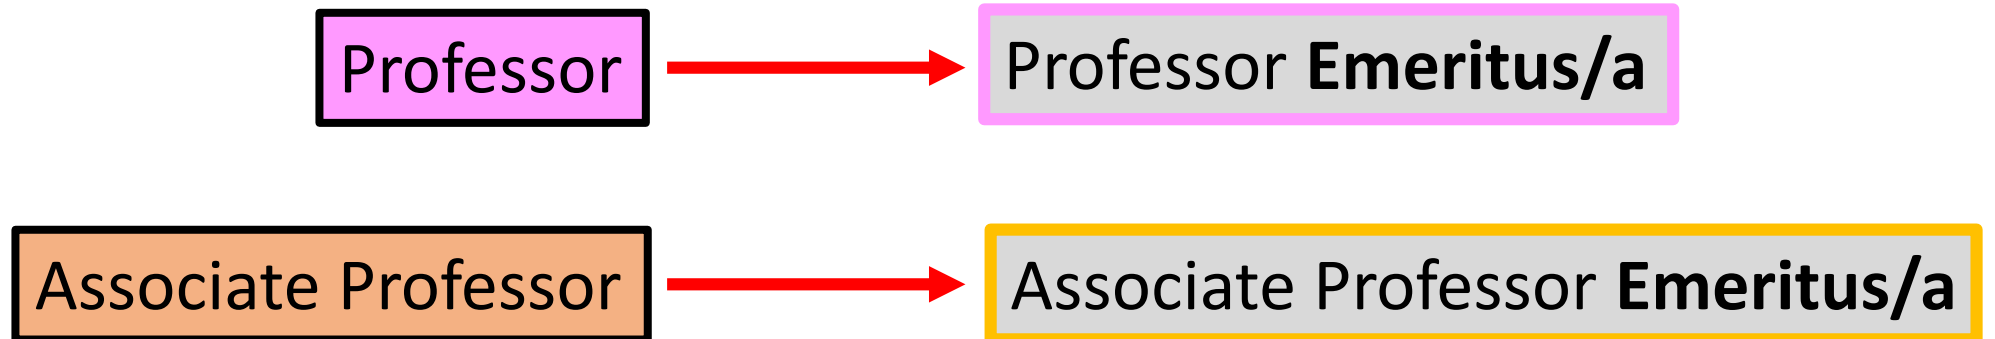 Professor
Professor Emeritus/a
Associate Professor
Associate Professor Emeritus/a